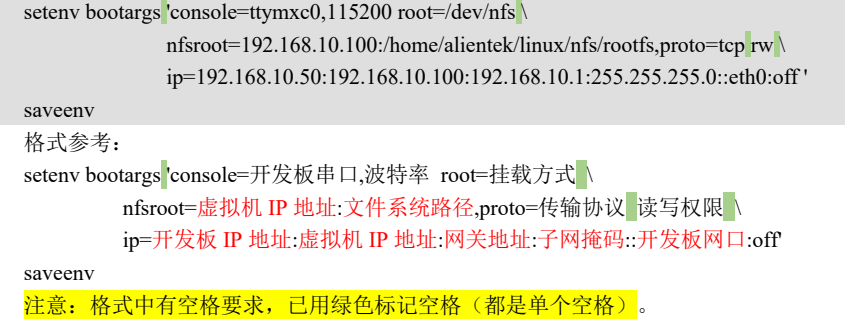 setenv bootargs 'console=ttymxc0,115200 root=/dev/nfs \
nfsroot=192.168.10.100:/home/alientek/linux/nfs/rootfs,proto=tcp rw \
ip=192.168.10.50:192.168.10.100:192.168.10.1:255.255.255.0::eth0:off '
saveenv
格式参考：
setenv bootargs 'console=开发板串口,波特率 root=挂载方式 \
nfsroot=虚拟机 IP 地址:文件系统路径,proto=传输协议 读写权限 \
ip=开发板 IP 地址:虚拟机 IP 地址:网关地址:子网掩码::开发板网口:off'
saveenv
注意：格式中有空格要求，已用绿色标记空格（都是单个空格）。